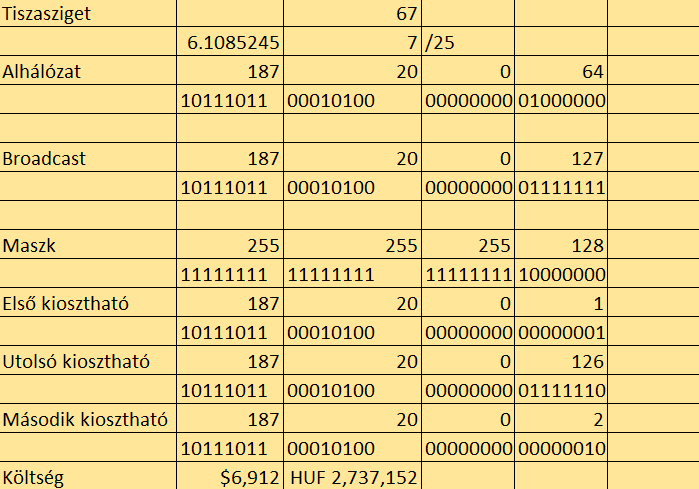 Tiszasziget 67
6.1085245 7 /25
Alhálózat 187 20 0 64
10111011 00010100 00000000 01000000
Broadcast 187 20 0 127
10111011 00010100 00000000 01111111
Maszk 255 255 255 128
11111111 11111111 11111111 10000000
Első kiosztható 187 20 0 1
10111011 00010100 00000000 00000001
Utolsó kiosztható 187 20 0 126
10111011 00010100 00000000 01111110
Második kiosztható 187 20 0 2
10111011 00010100 00000000 00000010
Költség $6,912 HUF 2,737,152